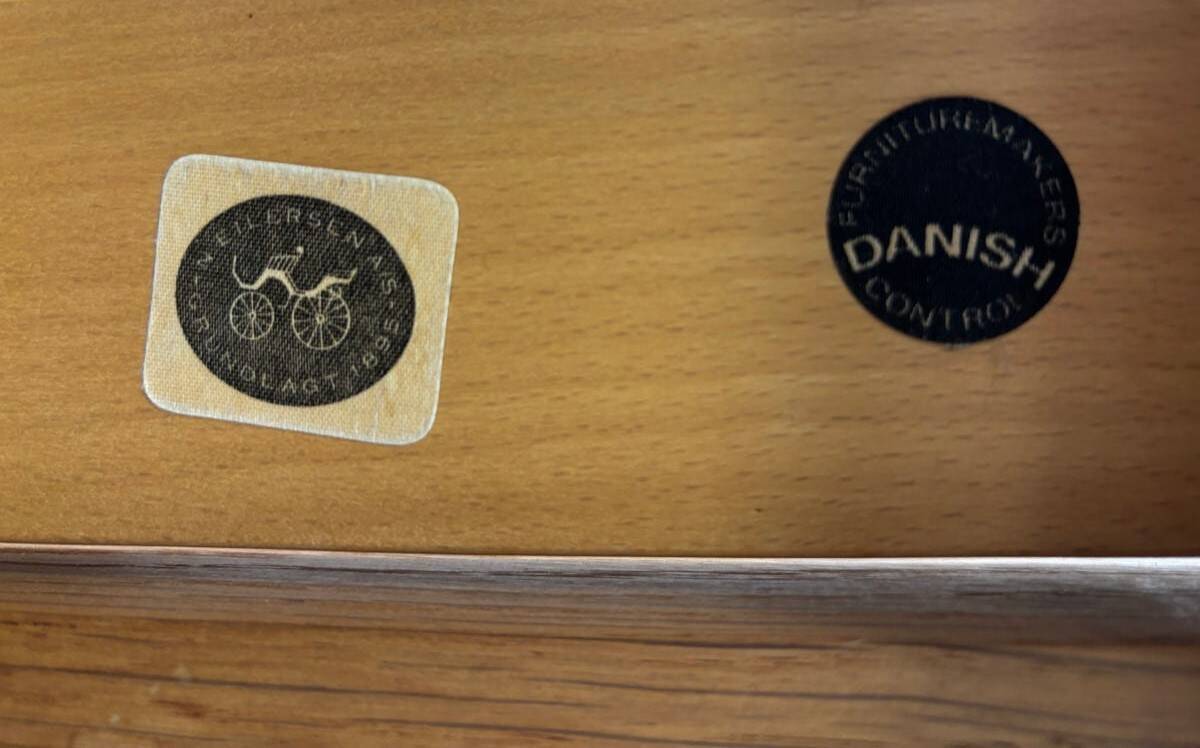 N. EILERSEN A/S
GRUNDLAGT 1895
FURNITUREMAKERS
DANISH
CONTROL